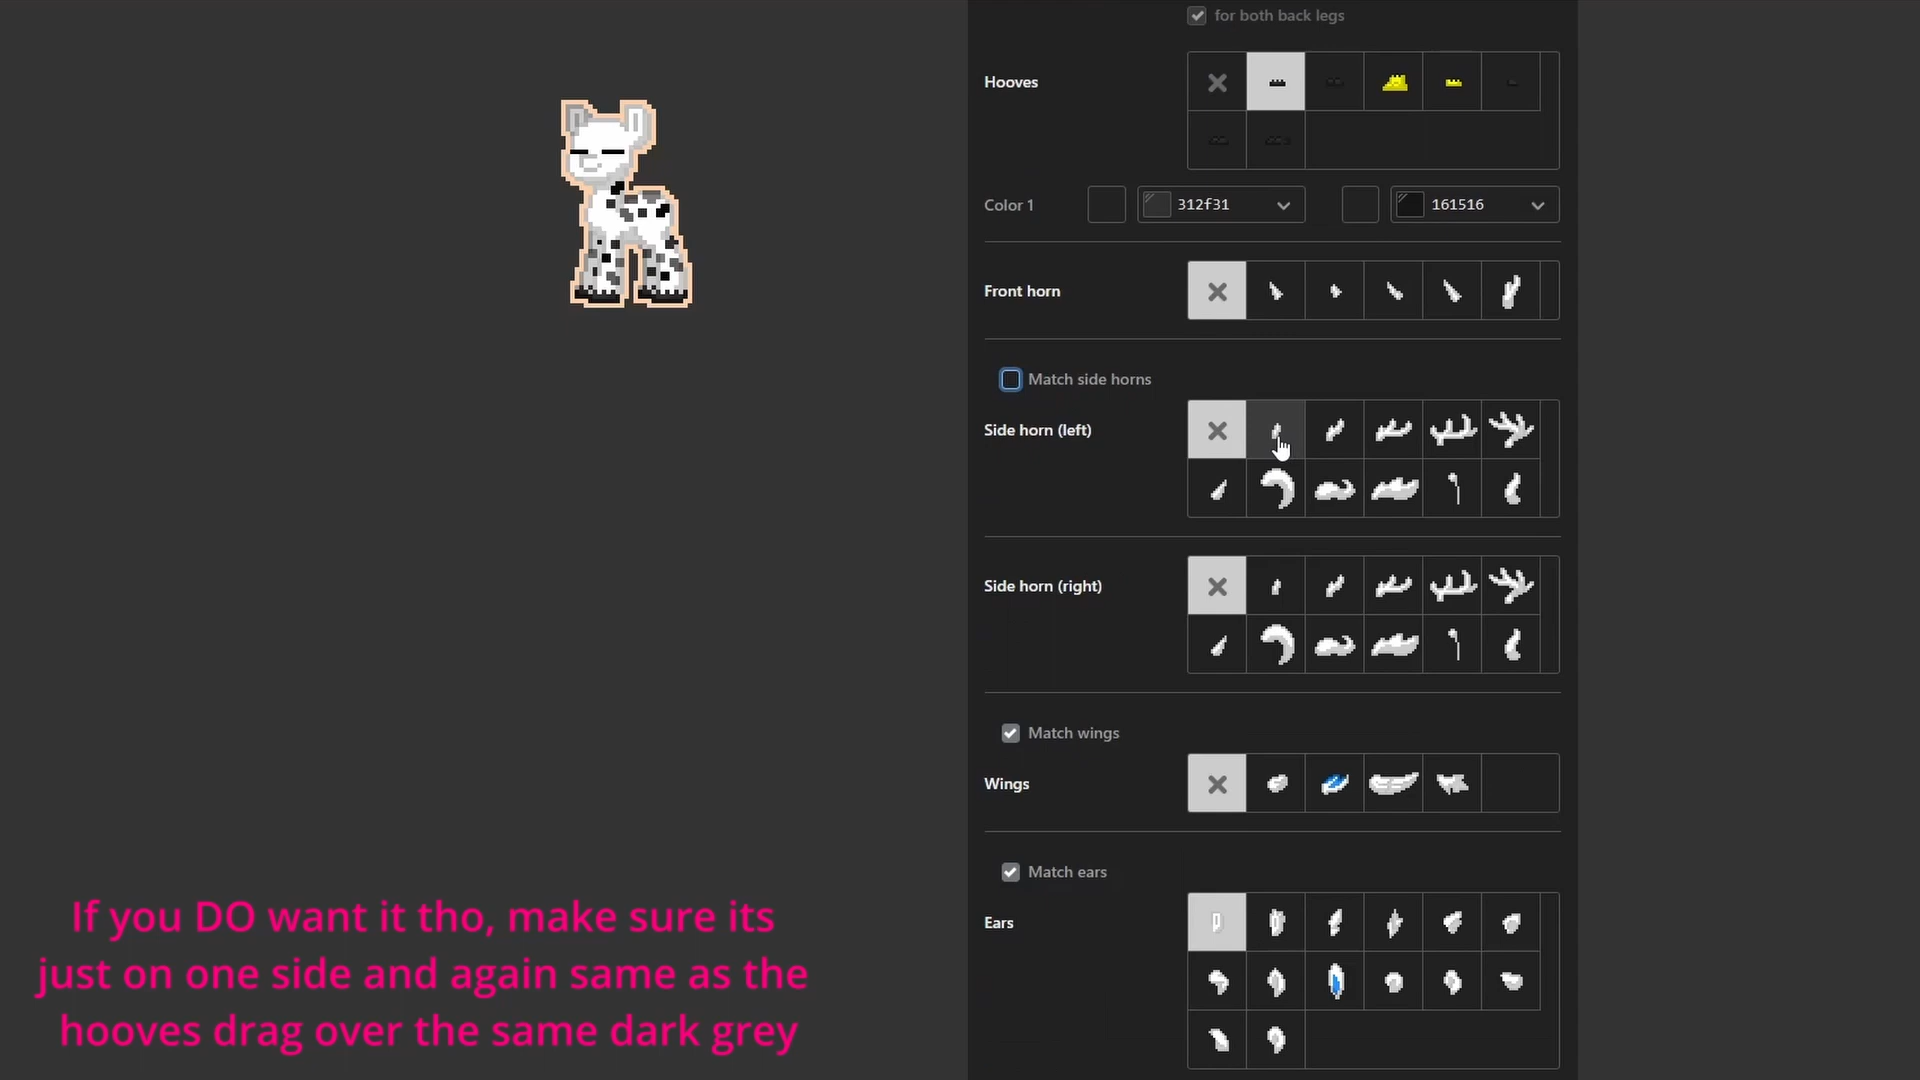 for both back legs
Hooves
Color 1
312f31
161516
Front horn
Match side horns
Side horn (left)
Side horn (right)
Match wings
Wings
Match ears
Ears
If you DO want it tho, make sure its
just on one side and again same as the
hooves drag over the same dark grey